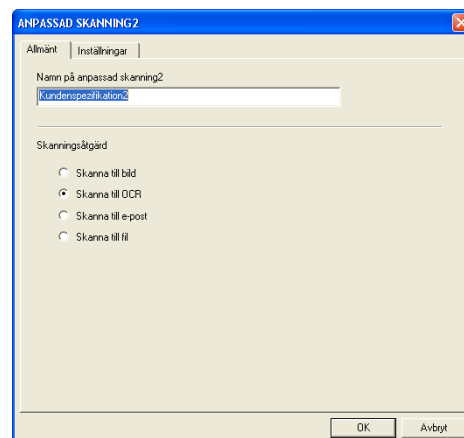 ANPASSAD SKANNING2
Allmänt Inställningar
Namn på anpassad skanning2
Kundenspezifikation2
Skanningsåtgärd
Skanna till bild
Skanna till OCR
Skanna till e-post
Skanna till fil
OK Avbryt